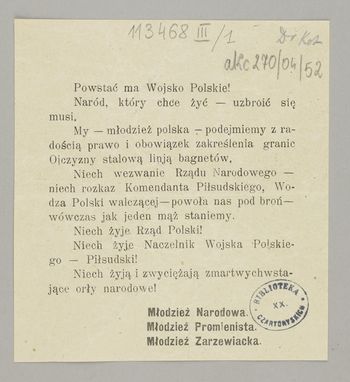 113468 III/1
Dr Kot
akc 270/04/52
Powstać ma Wojsko Polskie!
Naród, który chce żyć — uzbroić się
musi.
My — młodzież polska — podejmiemy z ra-
dością prawo i obowiązek zakreślenia granic
Ojczyzny stalową linją bagnetów.
Niech wezwanie Rządu Narodowego —
niech rozkaz Komendanta Piłsudskiego, Wo-
dza Polski walczącej—powoła nas pod broń—
wówczas jak jeden mąż staniemy.
Niech żyje Rząd Polski!
Niech żyje Naczelnik Wojska Polskie-
go — Piłsudski!
Niech żyją i zwyciężają zmartwychwsta-
jące orły narodowe!
Młodzież Narodowa.
Młodzież Promienista.
Młodzież Zarzewiacka.
BIBLIOTEKA
XX.
CZARTORYSKICH